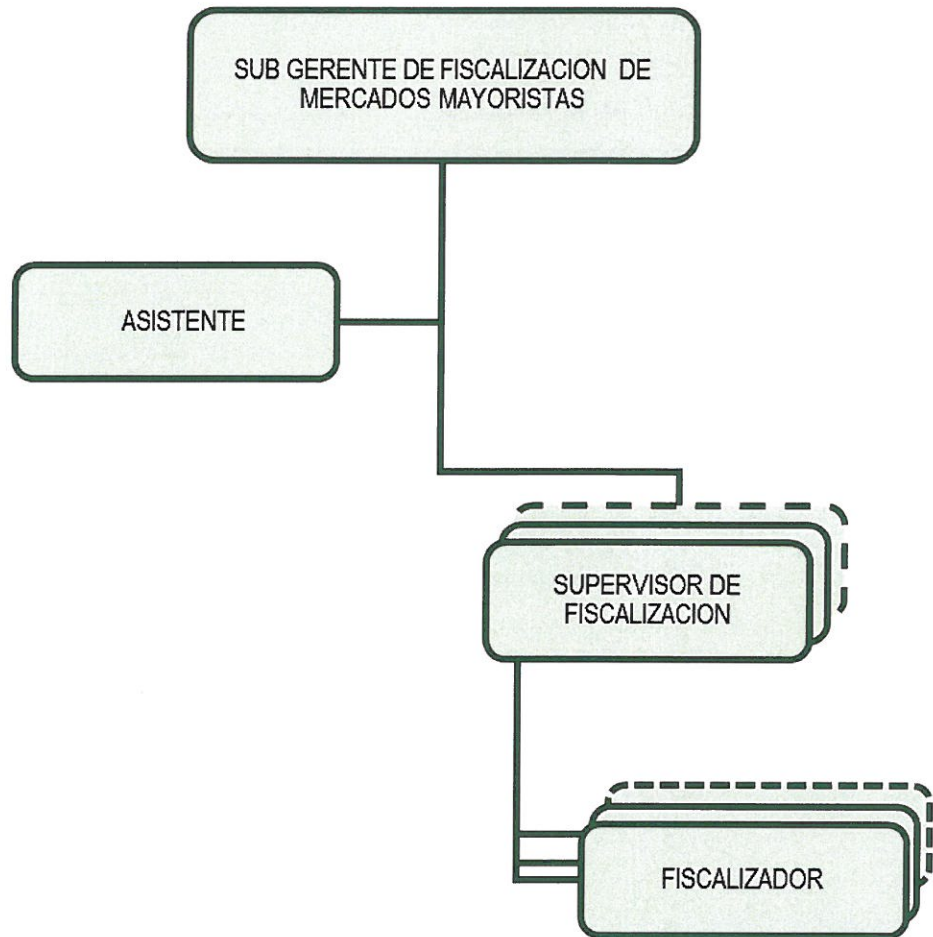 SUB GERENTE DE FISCALIZACION DE
MERCADOS MAYORISTAS
ASISTENTE
SUPERVISOR DE
FISCALIZACION
FISCALIZADOR